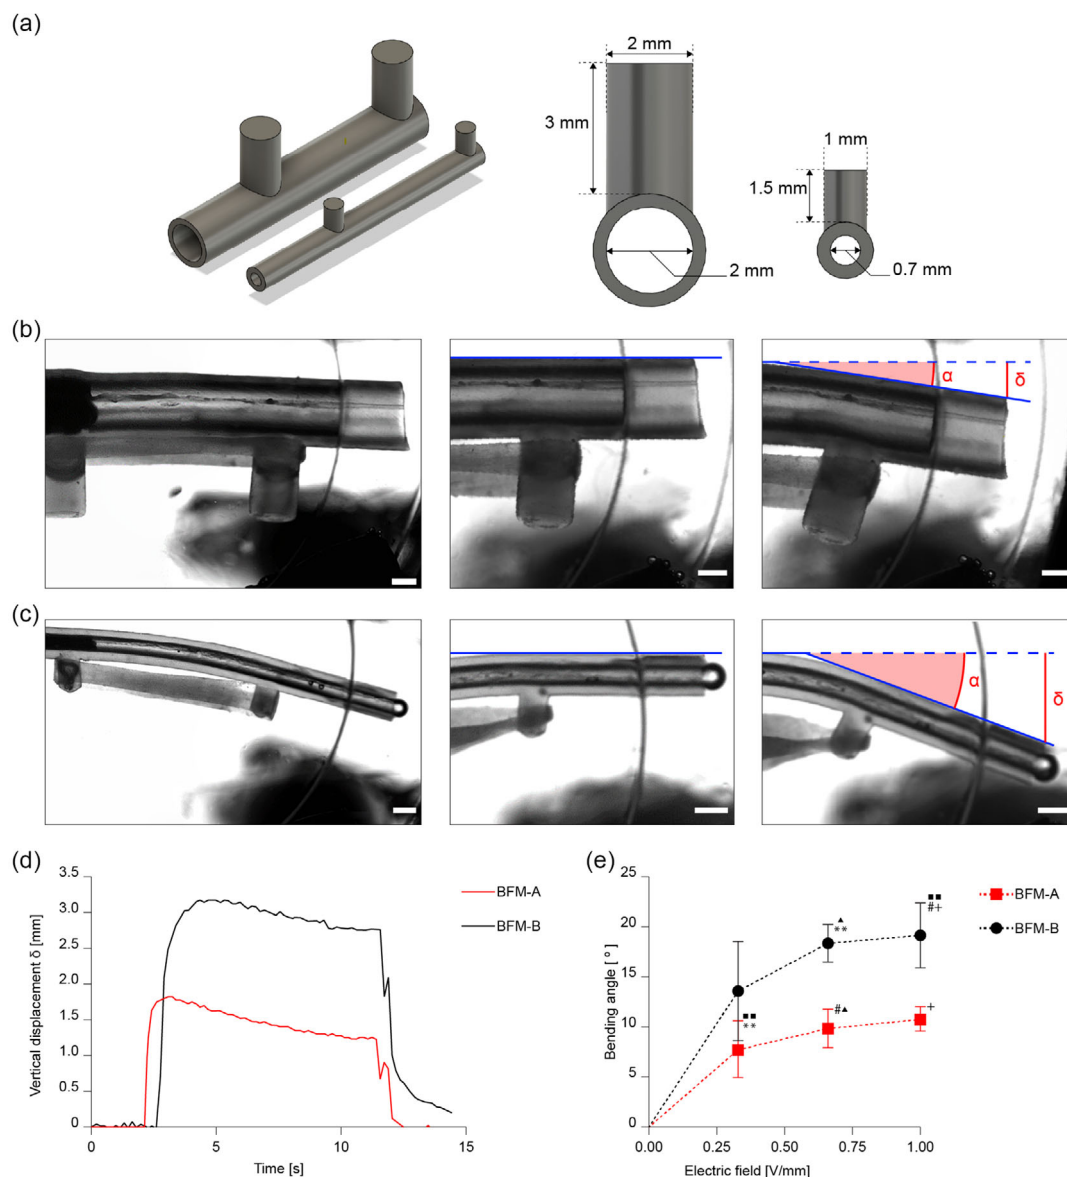 (a)
2 mm
3 mm
1 mm
1.5 mm
2 mm
0.7 mm
(b)
α
δ
(c)
α
δ
(d)
3.5
3.0
2.5
2.0
1.5
1.0
0.5
0
Vertical displacement δ [mm]
0
5
10
15
Time [s]
BFM-A
BFM-B
(e)
25
20
15
10
5
0
Bending angle [ º ]
0.00
0.25
0.50
0.75
1.00
Electric field [V/mm]
■■
**
▲
**
#▲
■■
#+
+
BFM-A
BFM-B